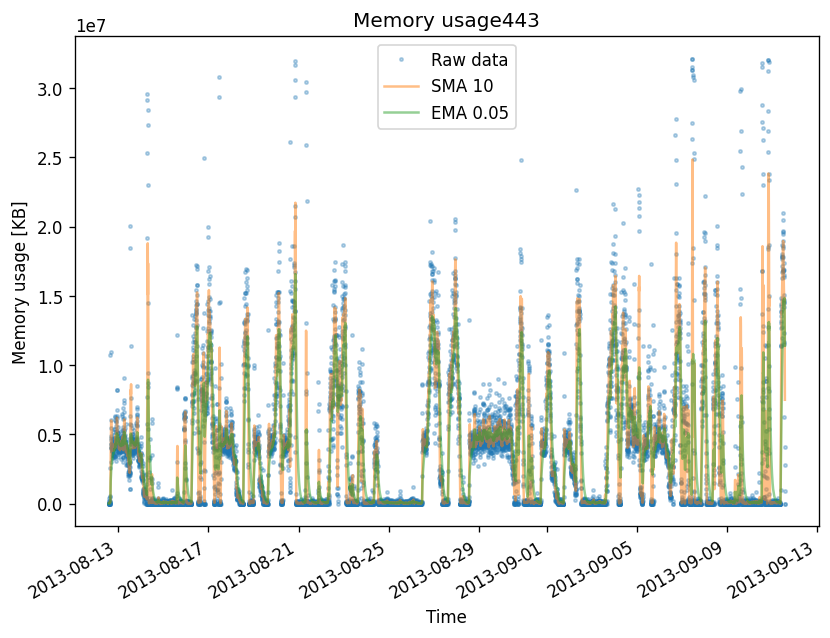 Memory usage443
1e7
Raw data
SMA 10
EMA 0.05
3.0
2.5
2.0
1.5
1.0
0.5
0.0
Memory usage [KB]
2013-08-13
2013-08-17
2013-08-21
2013-08-25
2013-08-29
2013-09-01
2013-09-05
2013-09-09
2013-09-13
Time